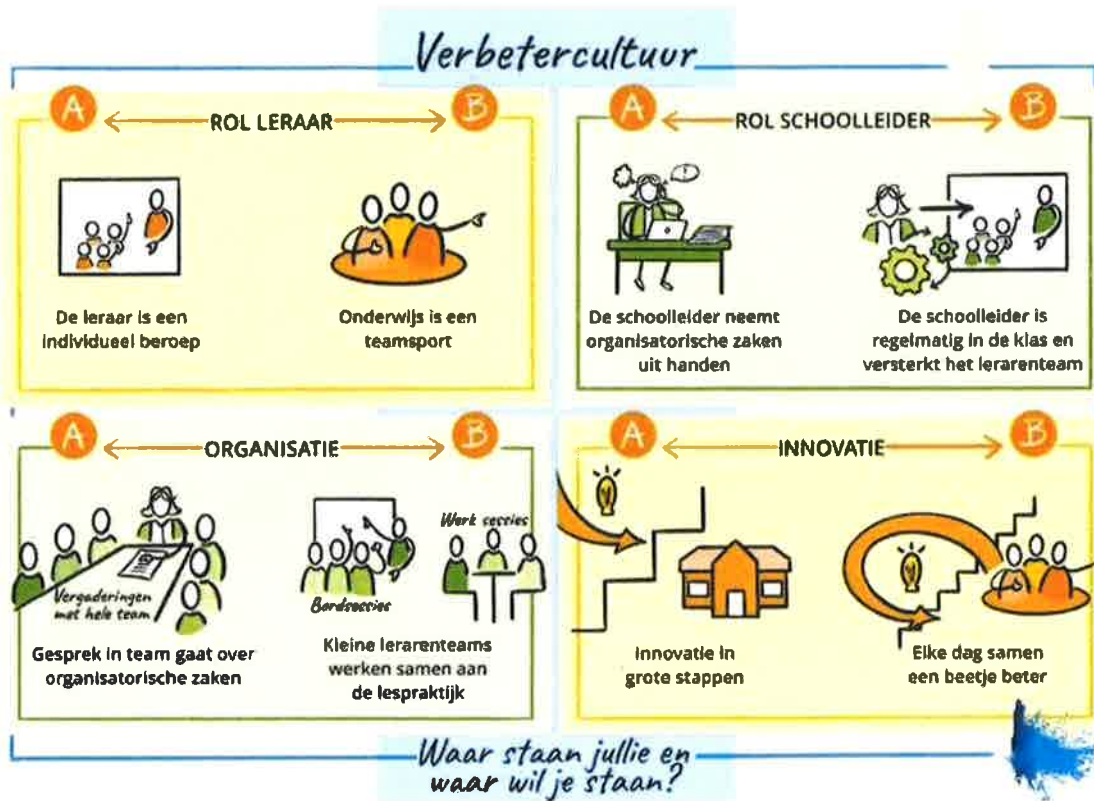 Verbetercultuur
A
ROL LERAAR
B
De leraar is een
individueel beroep
Onderwijs is een
teamsport
A
ROL SCHOOLLEIDER
B
De schoolleider neemt
organisatorische zaken
uit handen
De schoolleider is
regelmatig in de klas en
versterkt het lerarenteam
A
ORGANISATIE
B
Vergaderingen
met hele team
Gesprek in team gaat over
organisatorische zaken
Bordsessies
Werk sessies
Kleine lerarenteams
werken samen aan
de lespraktijk
A
INNOVATIE
B
Innovatie in
grote stappen
Elke dag samen
een beetje beter
Waar staan jullie en
waar wil je staan?